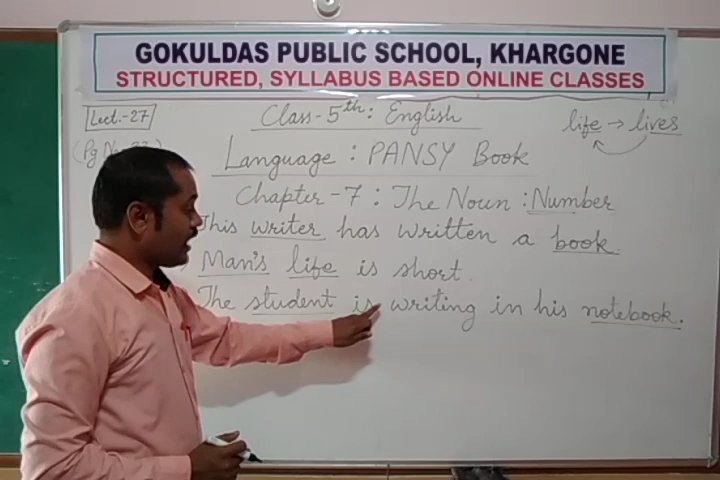 GOKULDAS PUBLIC SCHOOL, KHARGONE
STRUCTURED, SYLLABUS BASED ONLINE CLASSES
Lect.-27
Class-5th: English
life → lives
(Pg No.
Language: PANSY Book
Chapter-7: The Noun: Number
This writer has written a book.
Man's life is short.
The student is writing in his notebook.